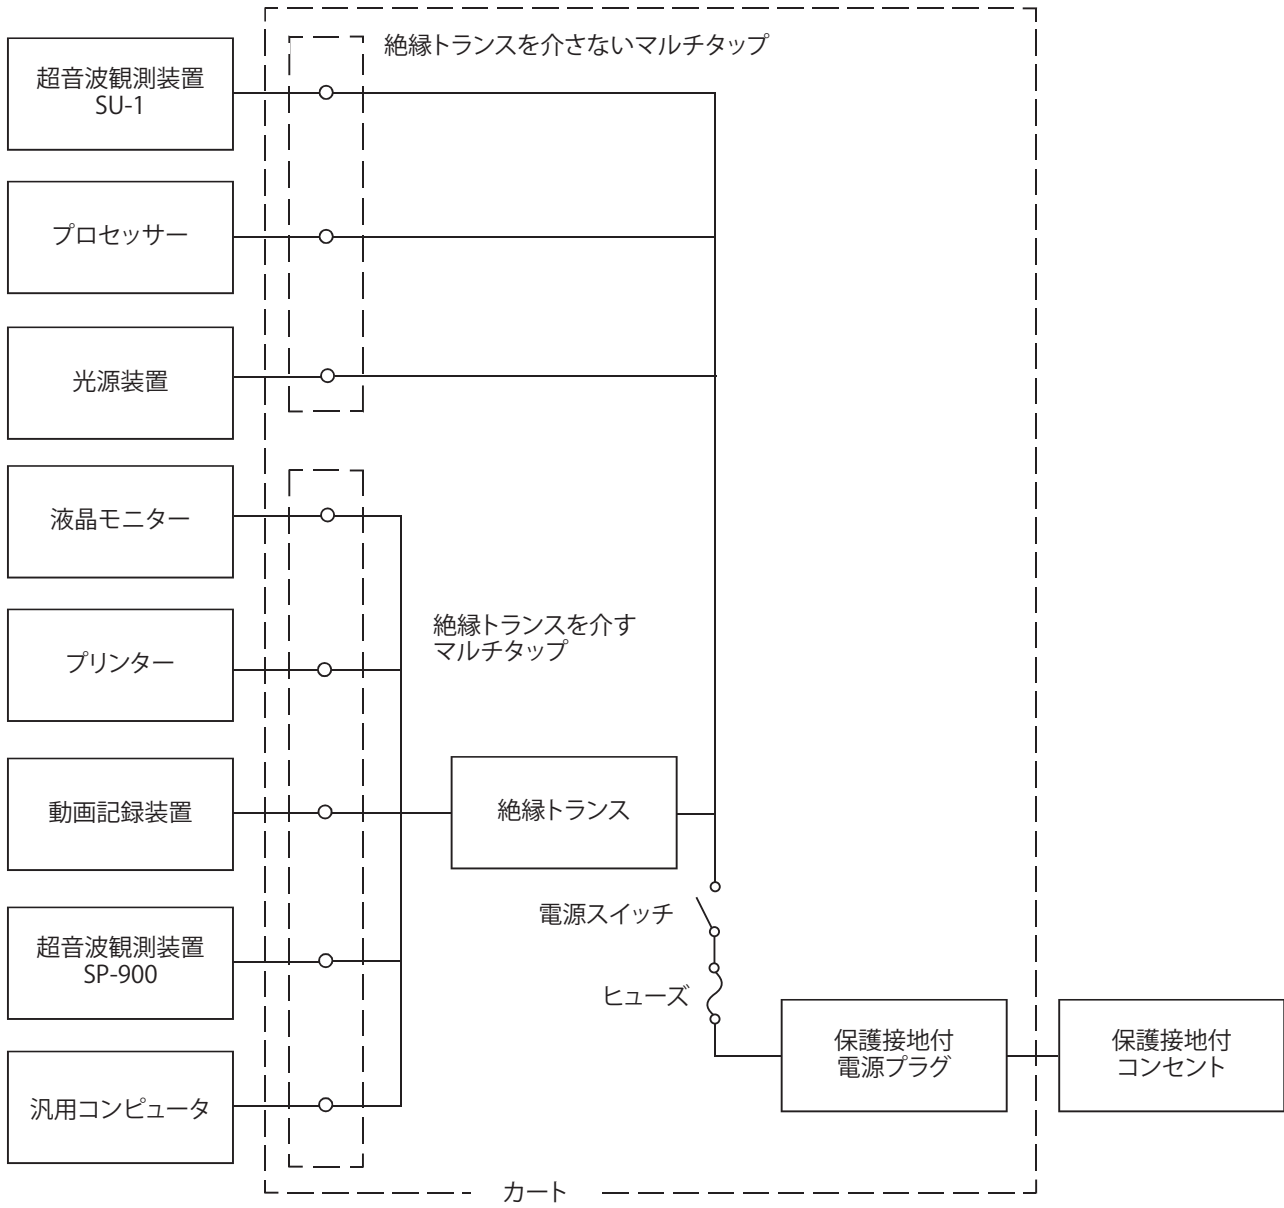 絶縁トランスを介さないマルチタップ
超音波観測装置
SU-1
プロセッサー
光源装置
液晶モニター
絶縁トランスを介す
マルチタップ
プリンター
動画記録装置
絶縁トランス
電源スイッチ
超音波観測装置
SP-900
ヒューズ
保護接地付
電源プラグ
保護接地付
コンセント
汎用コンピュータ
カート